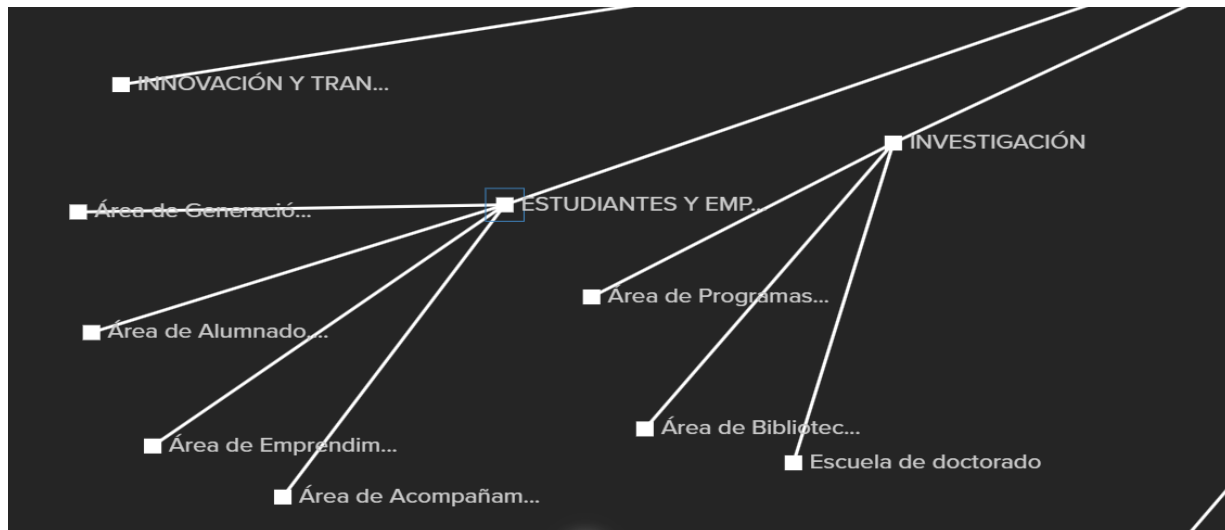 INNOVACIÓN Y TRAN...
INVESTIGACIÓN
ESTUDIANTES Y EMP...
Área de Generació...
Área de Programas...
Área de Alumnado,...
Área de Bibliotec...
Área de Emprendim...
Escuela de doctorado
Área de Acompañam...